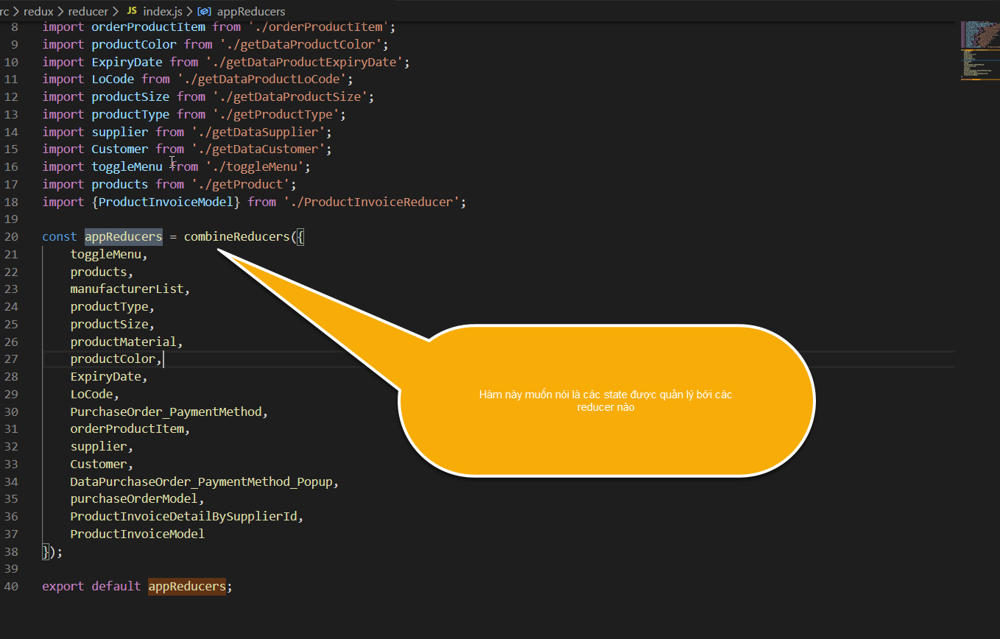 rc > redux > reducer > JS index.js > appReducers
8 import orderProductItem from './orderProductItem';
9 import productColor from './getDataProductColor';
10 import ExpiryDate from './getDataProductExpiryDate';
11 import LoCode from './getDataProductLoCode';
12 import productSize from './getDataProductSize';
13 import productType from './getProductType';
14 import supplier from './getDataSupplier';
15 import Customer from './getDataCustomer';
16 import toggleMenu from './toggleMenu';
17 import products from './getProduct';
18 import {ProductInvoiceModel} from './ProductInvoiceReducer';
19
20 const appReducers = combineReducers({
21 toggleMenu,
22 products,
23 manufacturerList,
24 productType,
25 productSize,
26 productMaterial,
27 productColor,
28 ExpiryDate,
29 LoCode,
30 PurchaseOrder_PaymentMethod,
31 orderProductItem,
32 supplier,
33 Customer,
34 DataPurchaseOrder_PaymentMethod_Popup,
35 purchaseOrderModel,
36 ProductInvoiceDetailBySupplierId,
37 ProductInvoiceModel
38 });
39
40 export default appReducers;
Hàm này muốn nói là các state được quản lý bới các
reducer nào